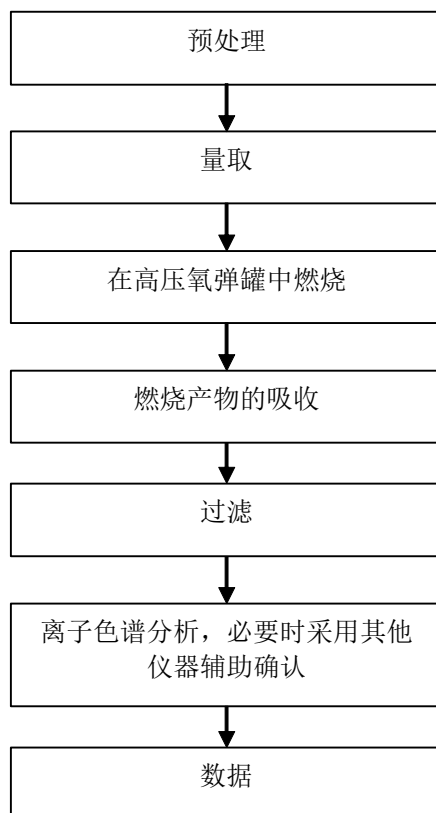 预处理
量取
在高压氧弹罐中燃烧
燃烧产物的吸收
过滤
离子色谱分析，必要时采用其他
仪器辅助确认
数据